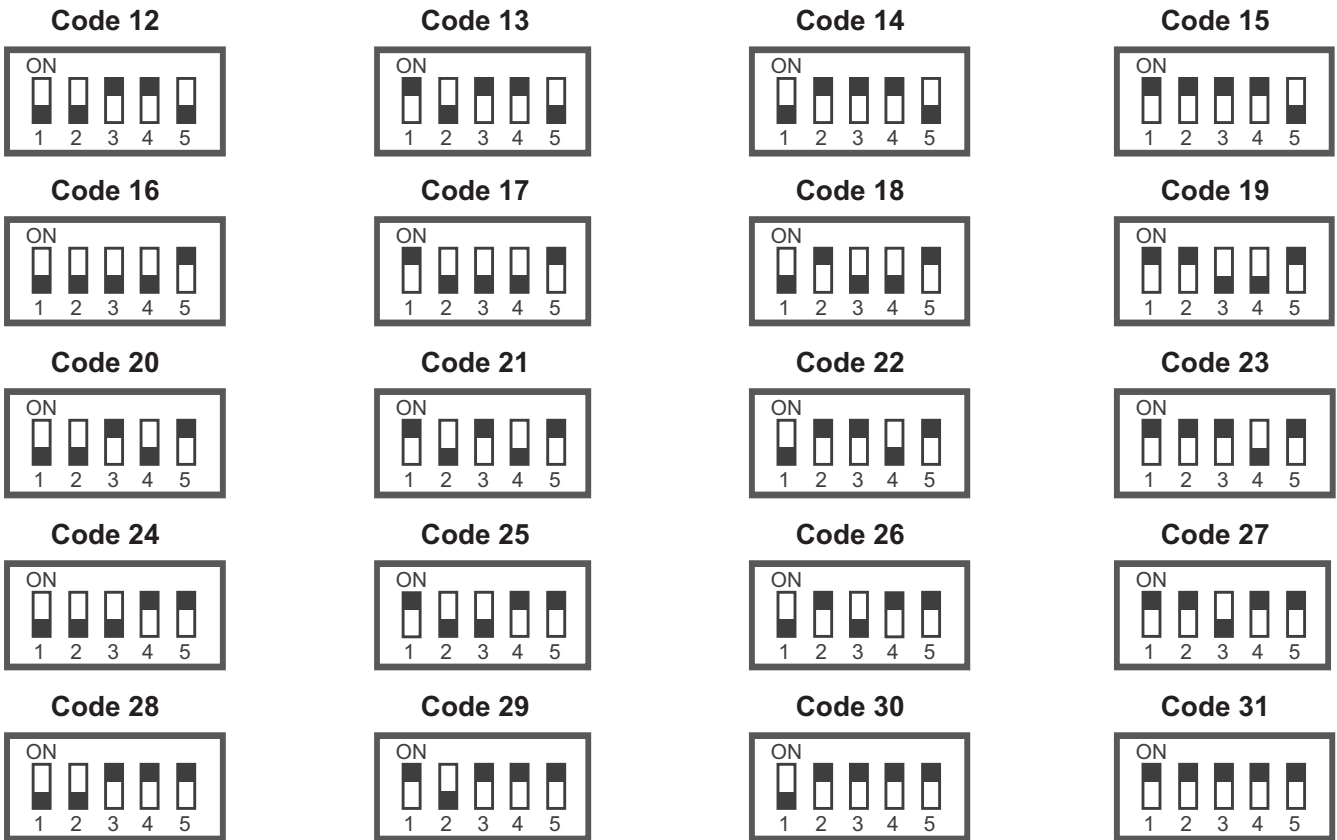 Code 12 Code 13 Code 14 Code 15
ON ON ON ON
1 2 3 4 5 1 2 3 4 5 1 2 3 4 5 1 2 3 4 5
Code 16 Code 17 Code 18 Code 19
ON ON ON ON
1 2 3 4 5 1 2 3 4 5 1 2 3 4 5 1 2 3 4 5
Code 20 Code 21 Code 22 Code 23
ON ON ON ON
1 2 3 4 5 1 2 3 4 5 1 2 3 4 5 1 2 3 4 5
Code 24 Code 25 Code 26 Code 27
ON ON ON ON
1 2 3 4 5 1 2 3 4 5 1 2 3 4 5 1 2 3 4 5
Code 28 Code 29 Code 30 Code 31
ON ON ON ON
1 2 3 4 5 1 2 3 4 5 1 2 3 4 5 1 2 3 4 5